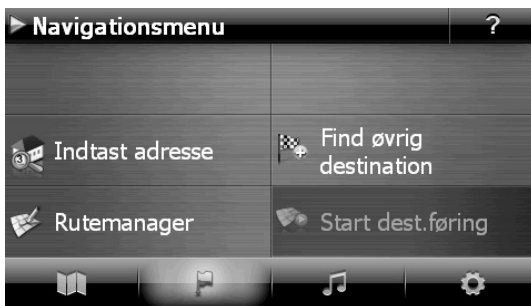 Navigationsmenu ?
Indtast adresse
Find øvrig
destination
Rutemanager
Start dest.føring